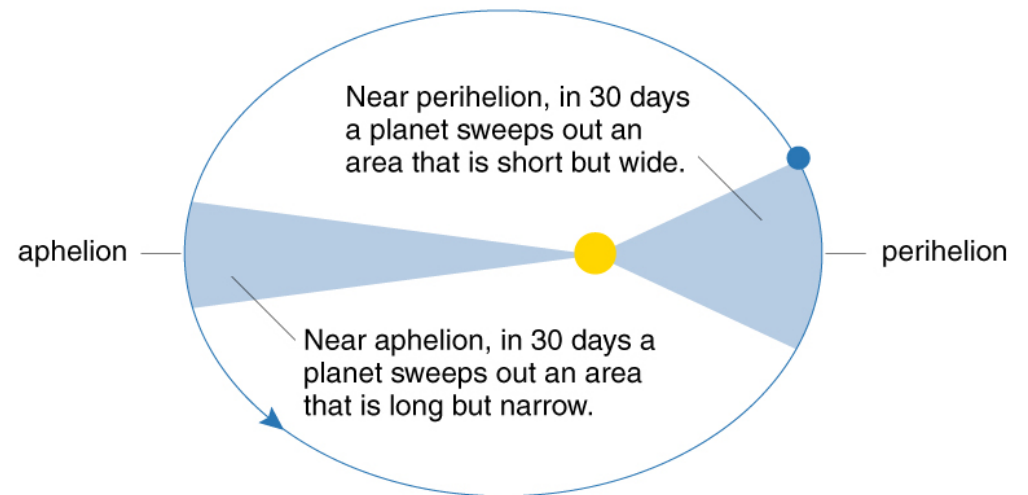 Near perihelion, in 30 days
a planet sweeps out an
area that is short but wide.
aphelion
perihelion
Near aphelion, in 30 days a
planet sweeps out an area
that is long but narrow.